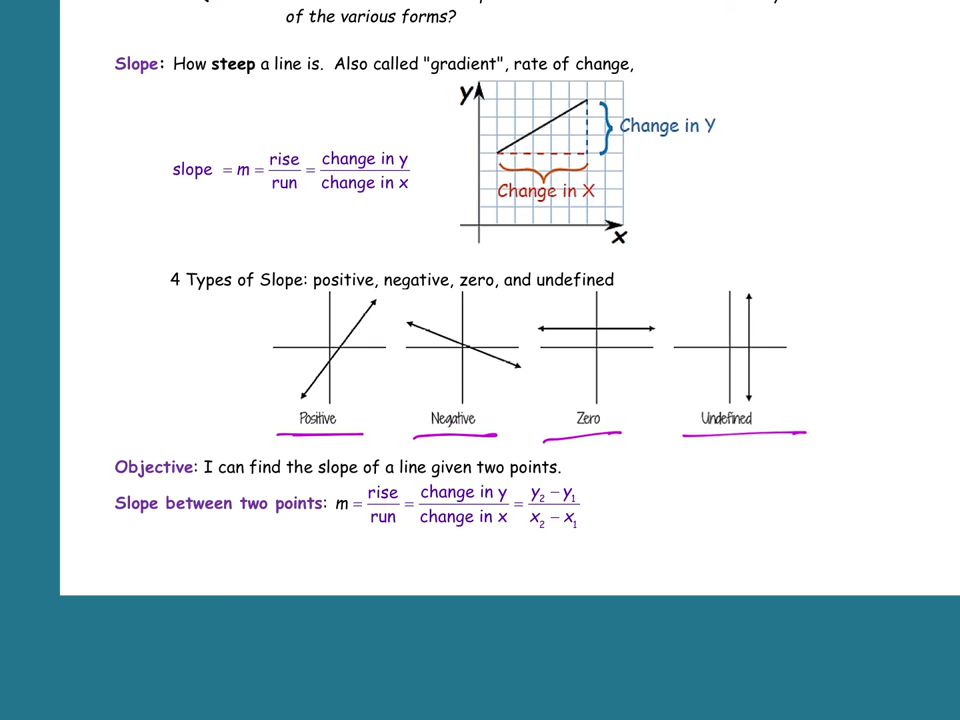 of the various forms?
Slope: How steep a line is. Also called "gradient", rate of change,
y
Change in Y
slope = m = rise/run = change in y/change in x
Change in X
x
4 Types of Slope: positive, negative, zero, and undefined
Positive Negative Zero Undefined
Objective: I can find the slope of a line given two points.
Slope between two points: m = rise/run = change in y/change in x = y₂ − y₁/x₂ − x₁